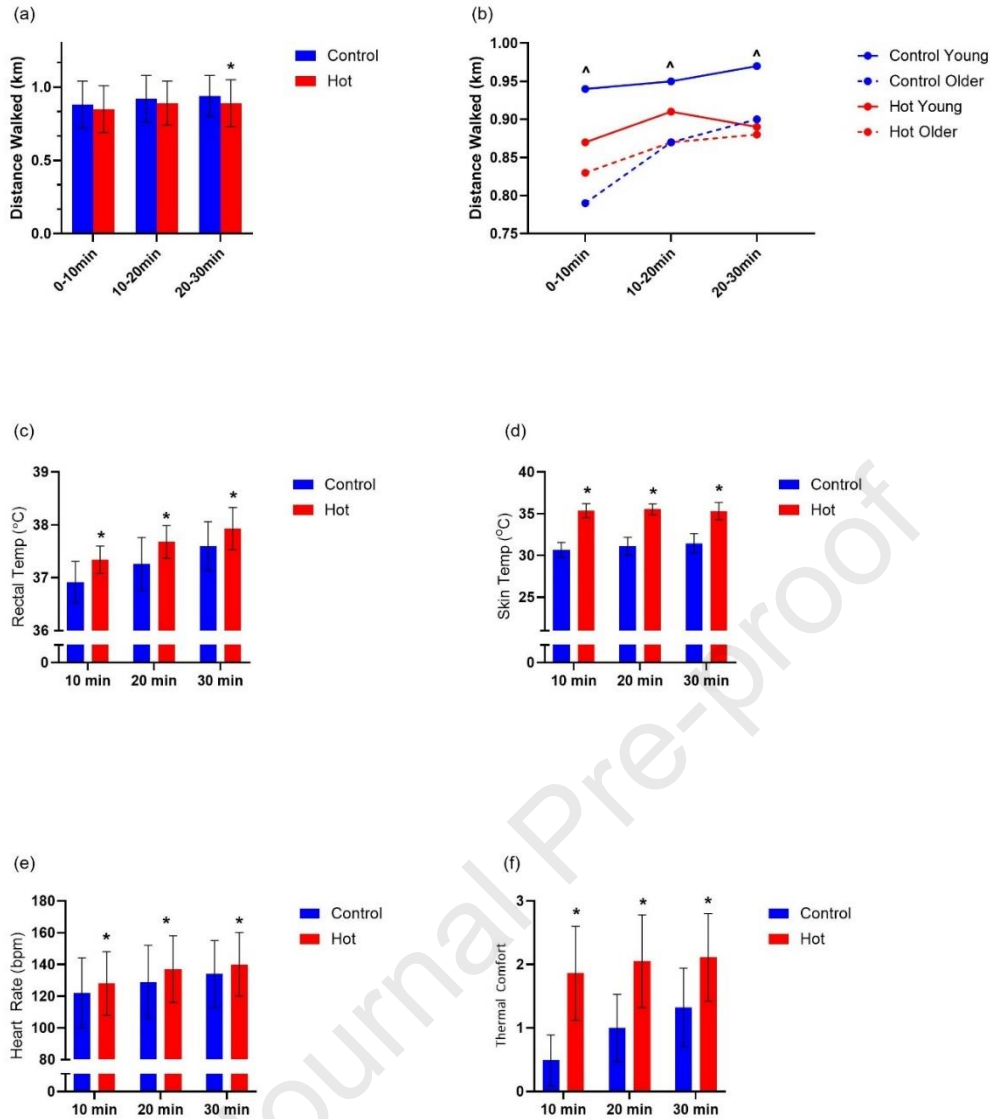 (a)
Distance Walked (km)
1.0
0.5
0.0
*
0-10min
10-20min
20-30min
Control
Hot
(b)
Distance Walked (km)
1.00
0.95
0.90
0.85
0.80
0.75
^
^
^
0-10min
10-20min
20-30min
Control Young
Control Older
Hot Young
Hot Older
(c)
Rectal Temp (°C)
39
38
37
36
0
*
*
*
10 min
20 min
30 min
Control
Hot
(d)
Skin Temp (°C)
40
35
30
25
0
*
*
*
10 min
20 min
30 min
Control
Hot
(e)
Heart Rate (bpm)
180
160
140
120
100
80
0
*
*
*
10 min
20 min
30 min
Control
Hot
(f)
Thermal Comfort
3
2
1
0
*
*
*
10 min
20 min
30 min
Control
Hot
Journal Pre-proof